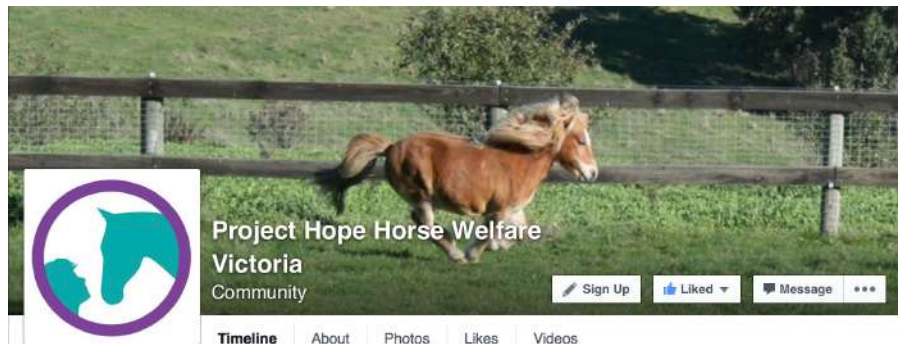 Project Hope Horse Welfare
Victoria
Community
Sign Up Liked Message
Timeline About Photos Likes Videos